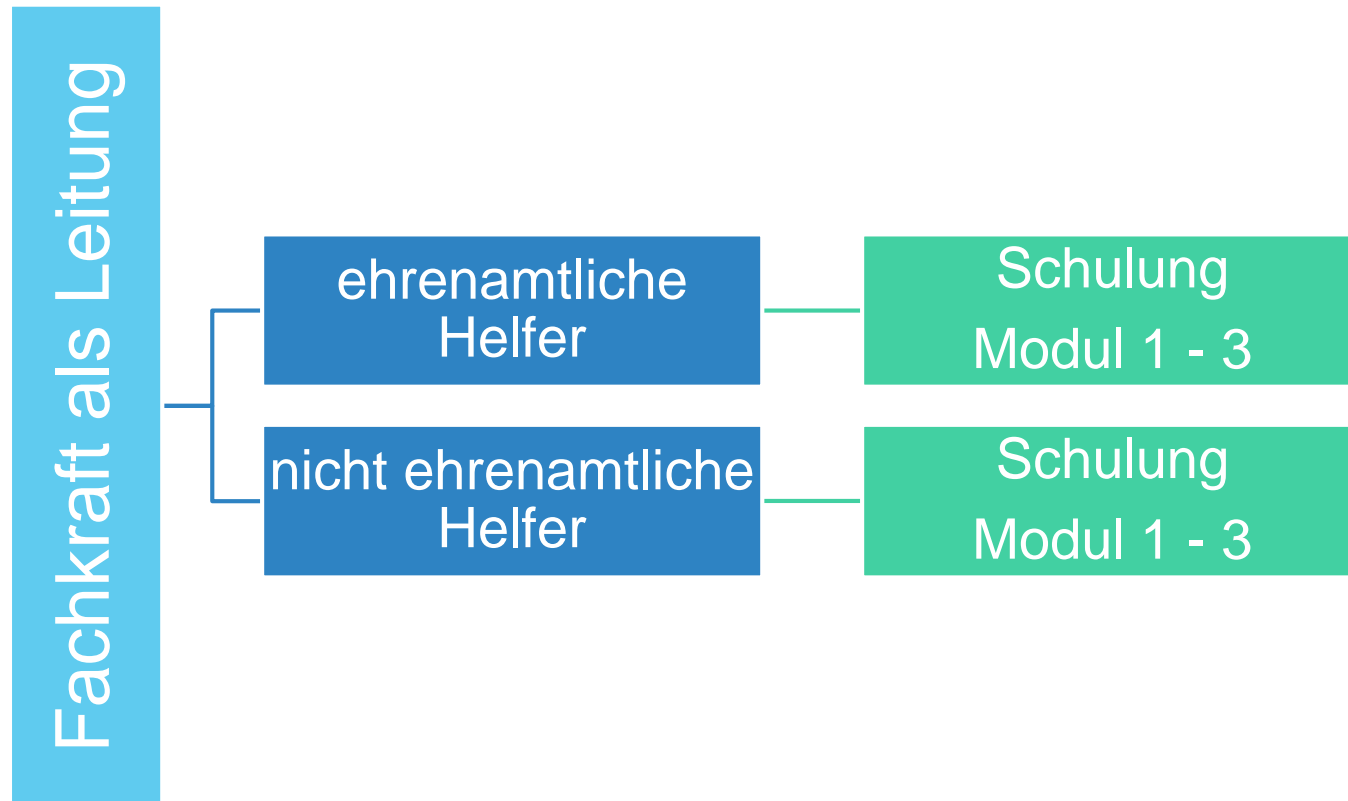 Fachkraft als Leitung
ehrenamtliche
Helfer
Schulung
Modul 1 - 3
nicht ehrenamtliche
Helfer
Schulung
Modul 1 - 3